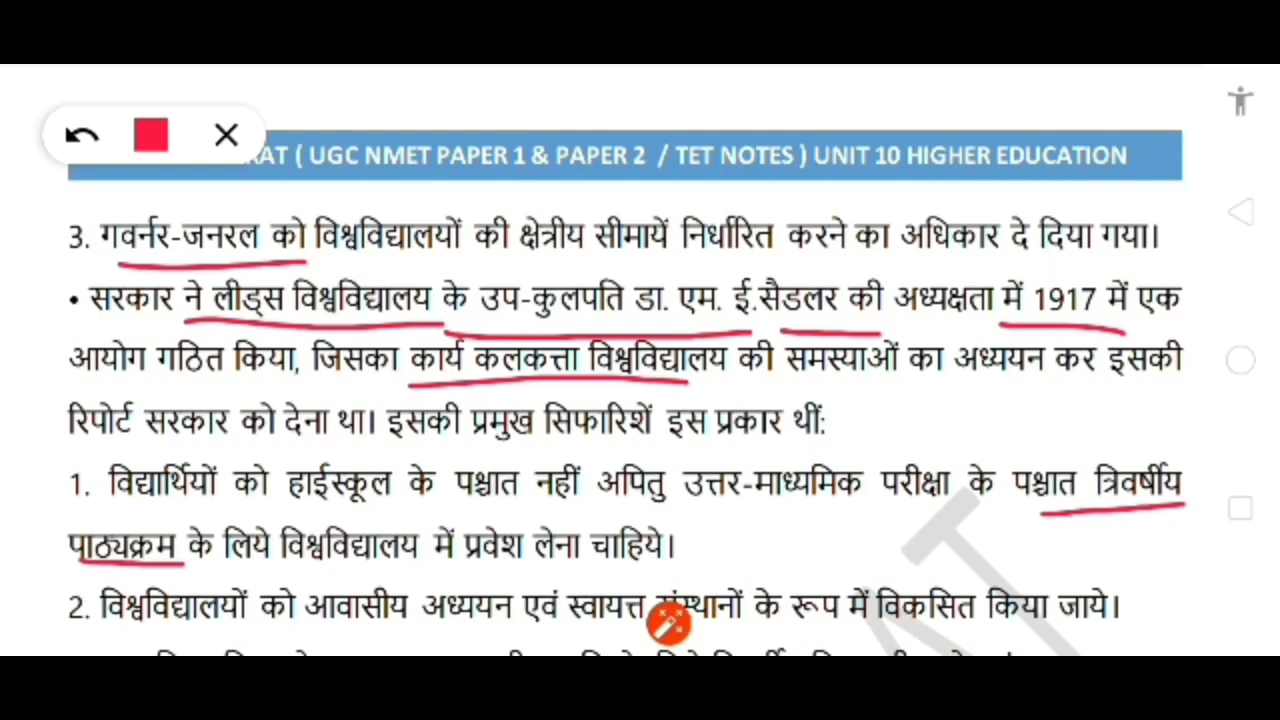 ( UGC NMET PAPER 1 & PAPER 2 / TET NOTES ) UNIT 10 HIGHER EDUCATION
3. गवर्नर-जनरल को विश्वविद्यालयों की क्षेत्रीय सीमायें निर्धारित करने का अधिकार दे दिया गया।
• सरकार ने लीड्स विश्वविद्यालय के उप-कुलपति डा. एम. ई.सैडलर की अध्यक्षता में 1917 में एक
आयोग गठित किया, जिसका कार्य कलकत्ता विश्वविद्यालय की समस्याओं का अध्ययन कर इसकी
रिपोर्ट सरकार को देना था। इसकी प्रमुख सिफारिशें इस प्रकार थीं:
1. विद्यार्थियों को हाईस्कूल के पश्चात नहीं अपितु उत्तर-माध्यमिक परीक्षा के पश्चात त्रिवर्षीय
पाठ्यक्रम के लिये विश्वविद्यालय में प्रवेश लेना चाहिये।
2. विश्वविद्यालयों को आवासीय अध्ययन एवं स्वायत्त संस्थानों के रूप में विकसित किया जाये।